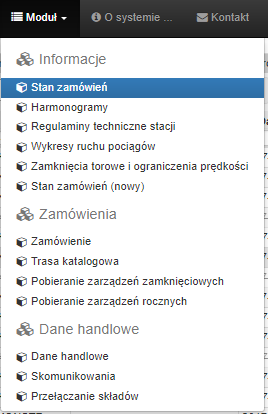 Moduł O systemie ... Kontakt
Informacje
Stan zamówień
Harmonogramy
Regulaminy techniczne stacji
Wykresy ruchu pociągów
Zamknięcia torowe i ograniczenia prędkości
Stan zamówień (nowy)
Zamówienia
Zamówienie
Trasa katalogowa
Pobieranie zarządzeń zamknięciowych
Pobieranie zarządzeń rocznych
Dane handlowe
Dane handlowe
Skomunikowania
Przełączanie składów